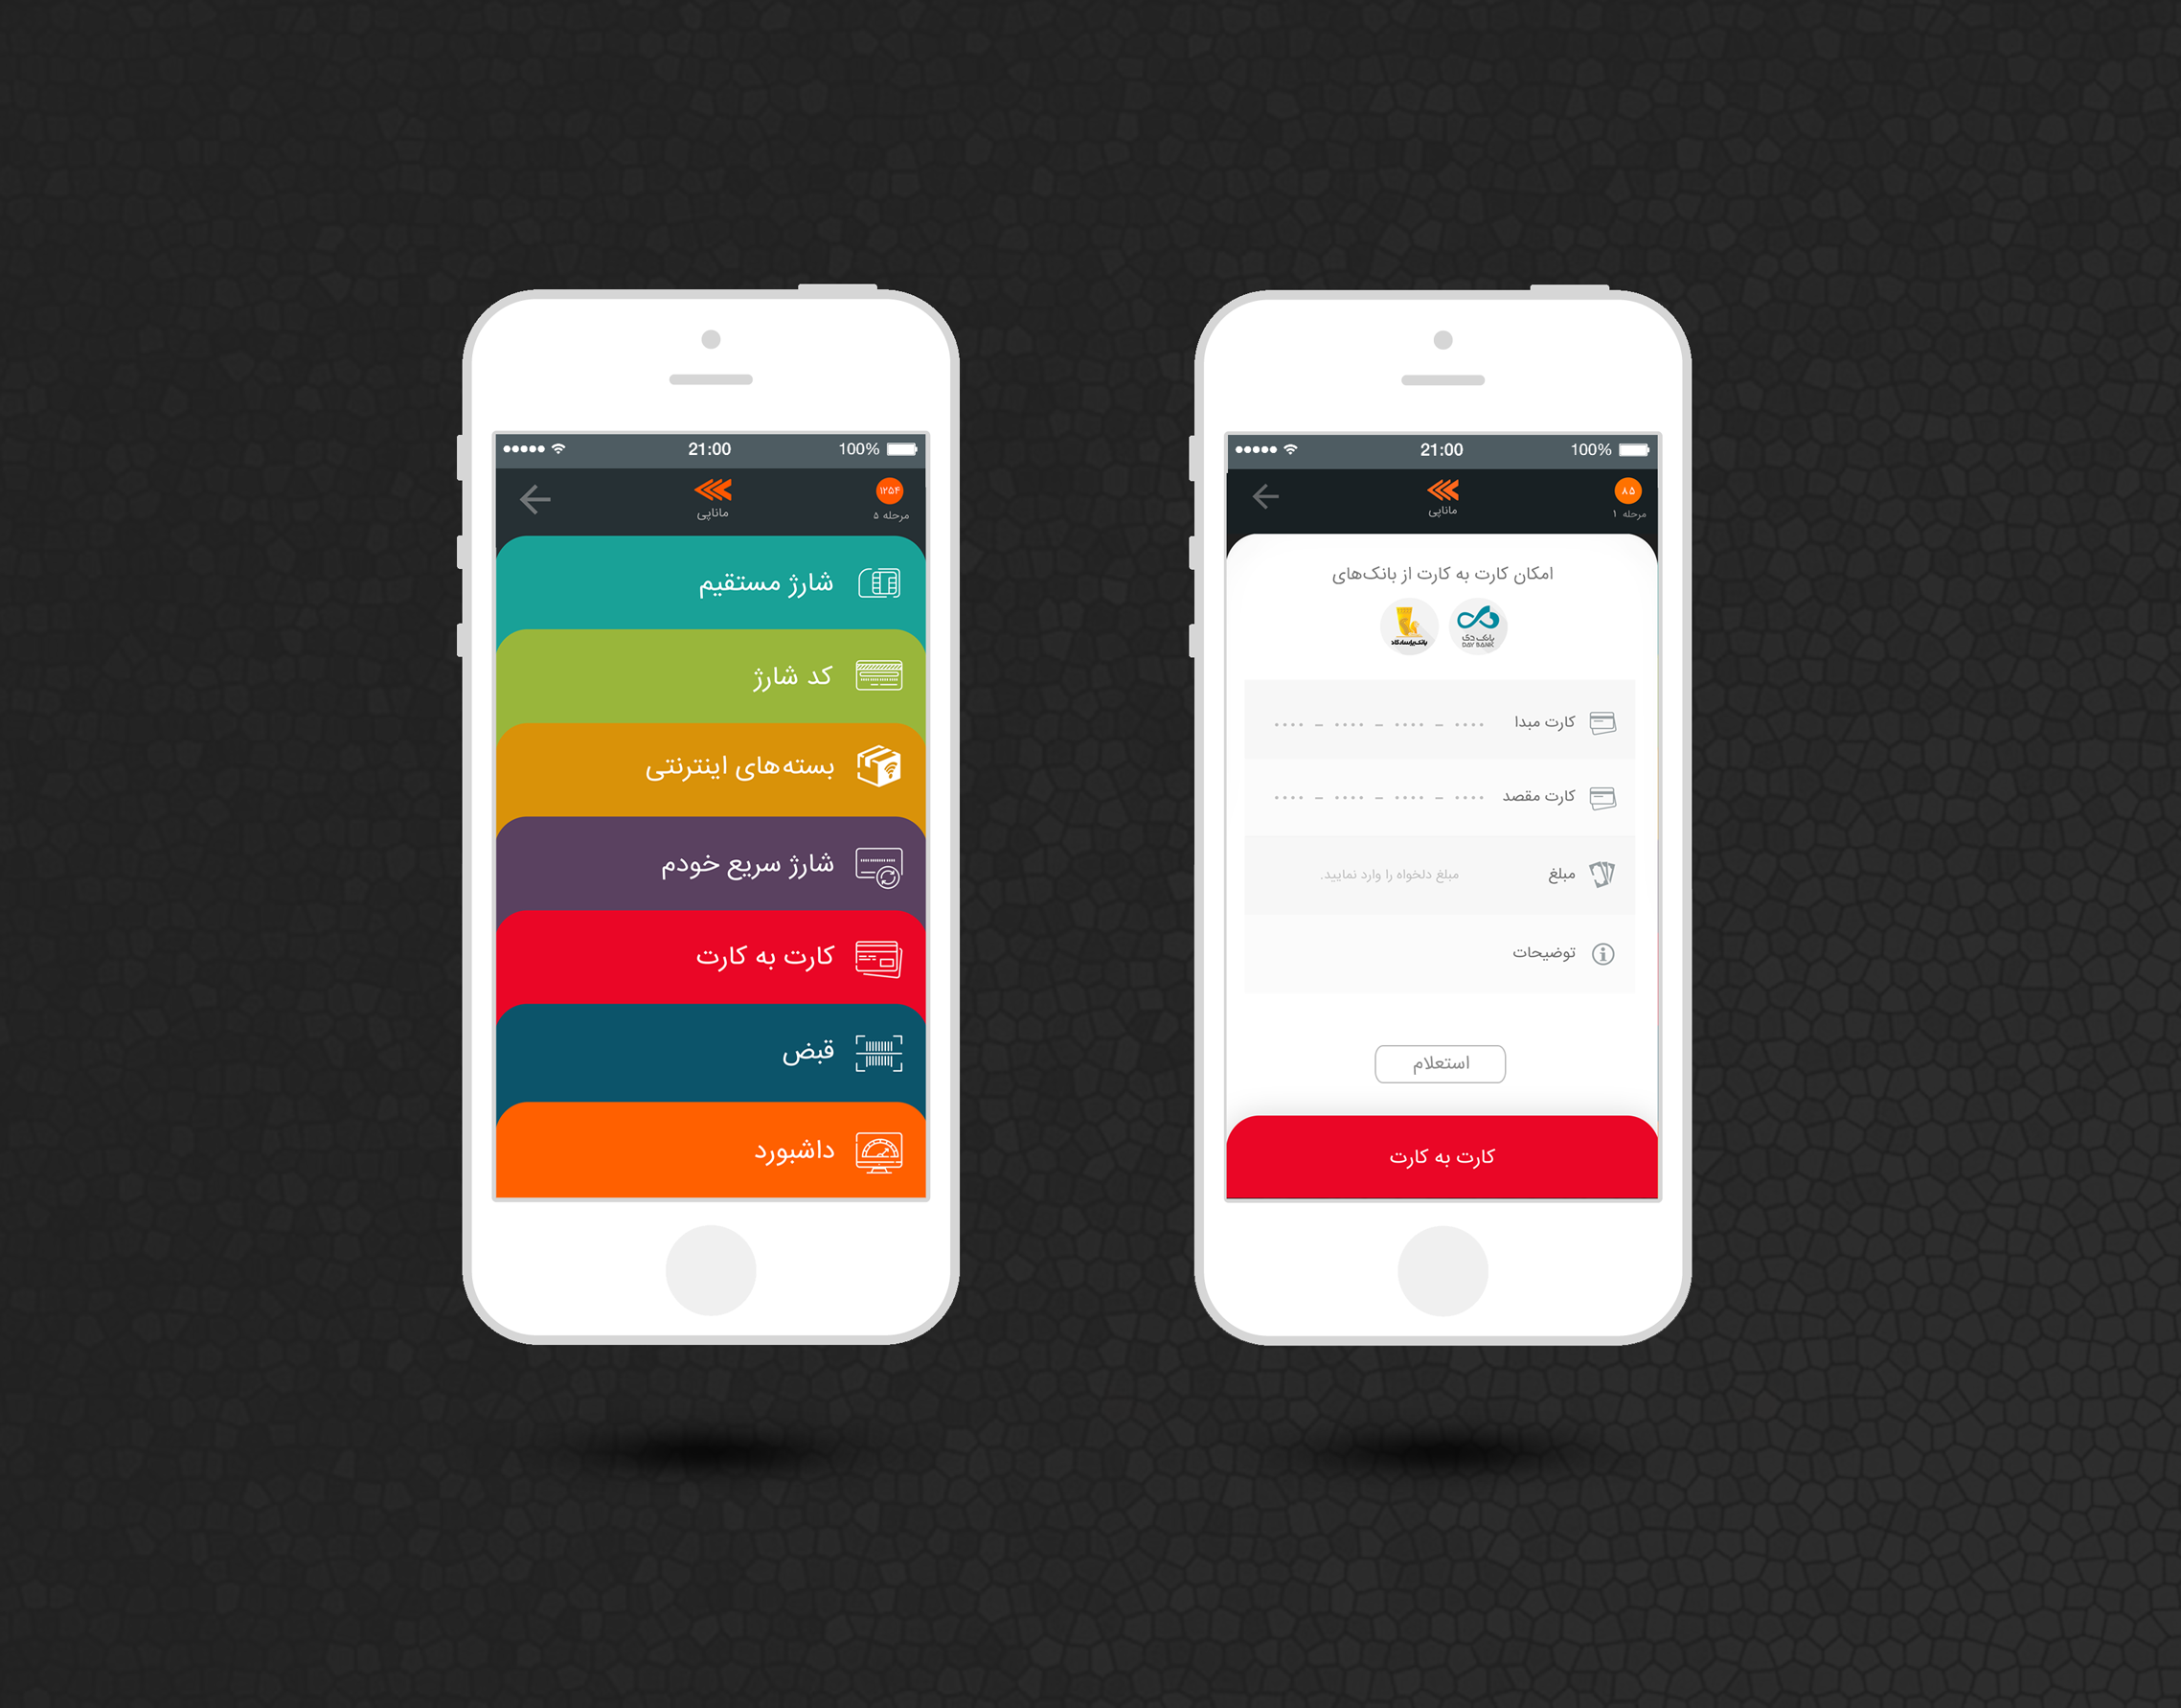 21:00
100%
۱۲۵۴
مرحله ۵
ماناپی
شارژ مستقیم
کد شارژ
بسته‌های اینترنتی
شارژ سریع خودم
کارت به کارت
قبض
داشبورد
21:00
100%
۸۵
مرحله ۱
ماناپی
امکان کارت به کارت از بانک‌های
بانک دی
DAY BANK
بانک پاسارگاد
کارت مبدا
کارت مقصد
مبلغ مبلغ دلخواه را وارد نمایید.
توضیحات
استعلام
کارت به کارت